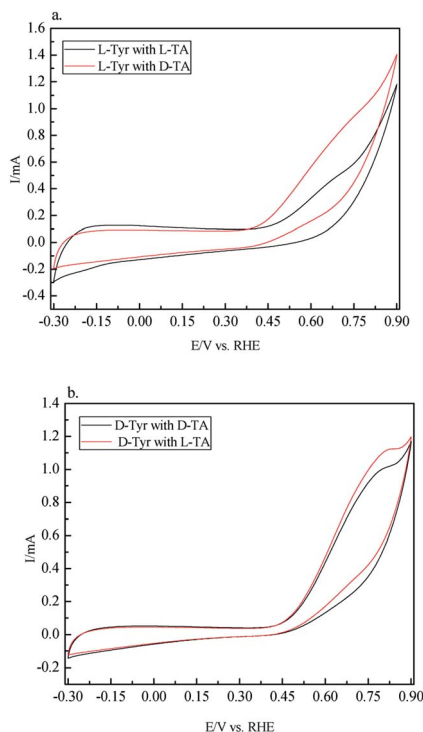 a.
L-Tyr with L-TA
L-Tyr with D-TA
1.6
1.4
1.2
1.0
0.8
0.6
0.4
0.2
0.0
-0.2
-0.4
I/mA
-0.30 -0.15 0.00 0.15 0.30 0.45 0.60 0.75 0.90
E/V vs. RHE
b.
D-Tyr with D-TA
D-Tyr with L-TA
1.4
1.2
1.0
0.8
0.6
0.4
0.2
0.0
-0.2
I/mA
-0.30 -0.15 0.00 0.15 0.30 0.45 0.60 0.75 0.90
E/V vs. RHE